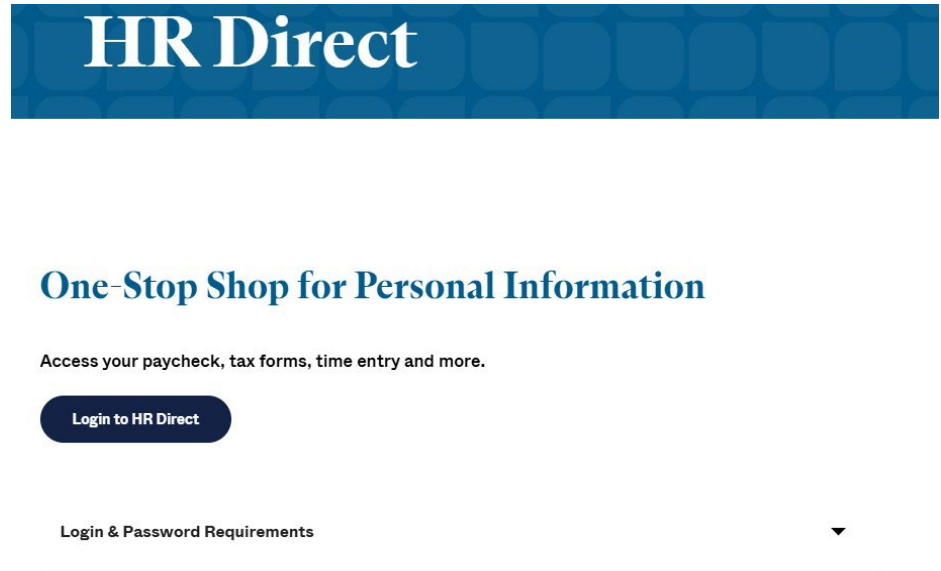 HR Direct
One-Stop Shop for Personal Information
Access your paycheck, tax forms, time entry and more.
Login to HR Direct
Login & Password Requirements